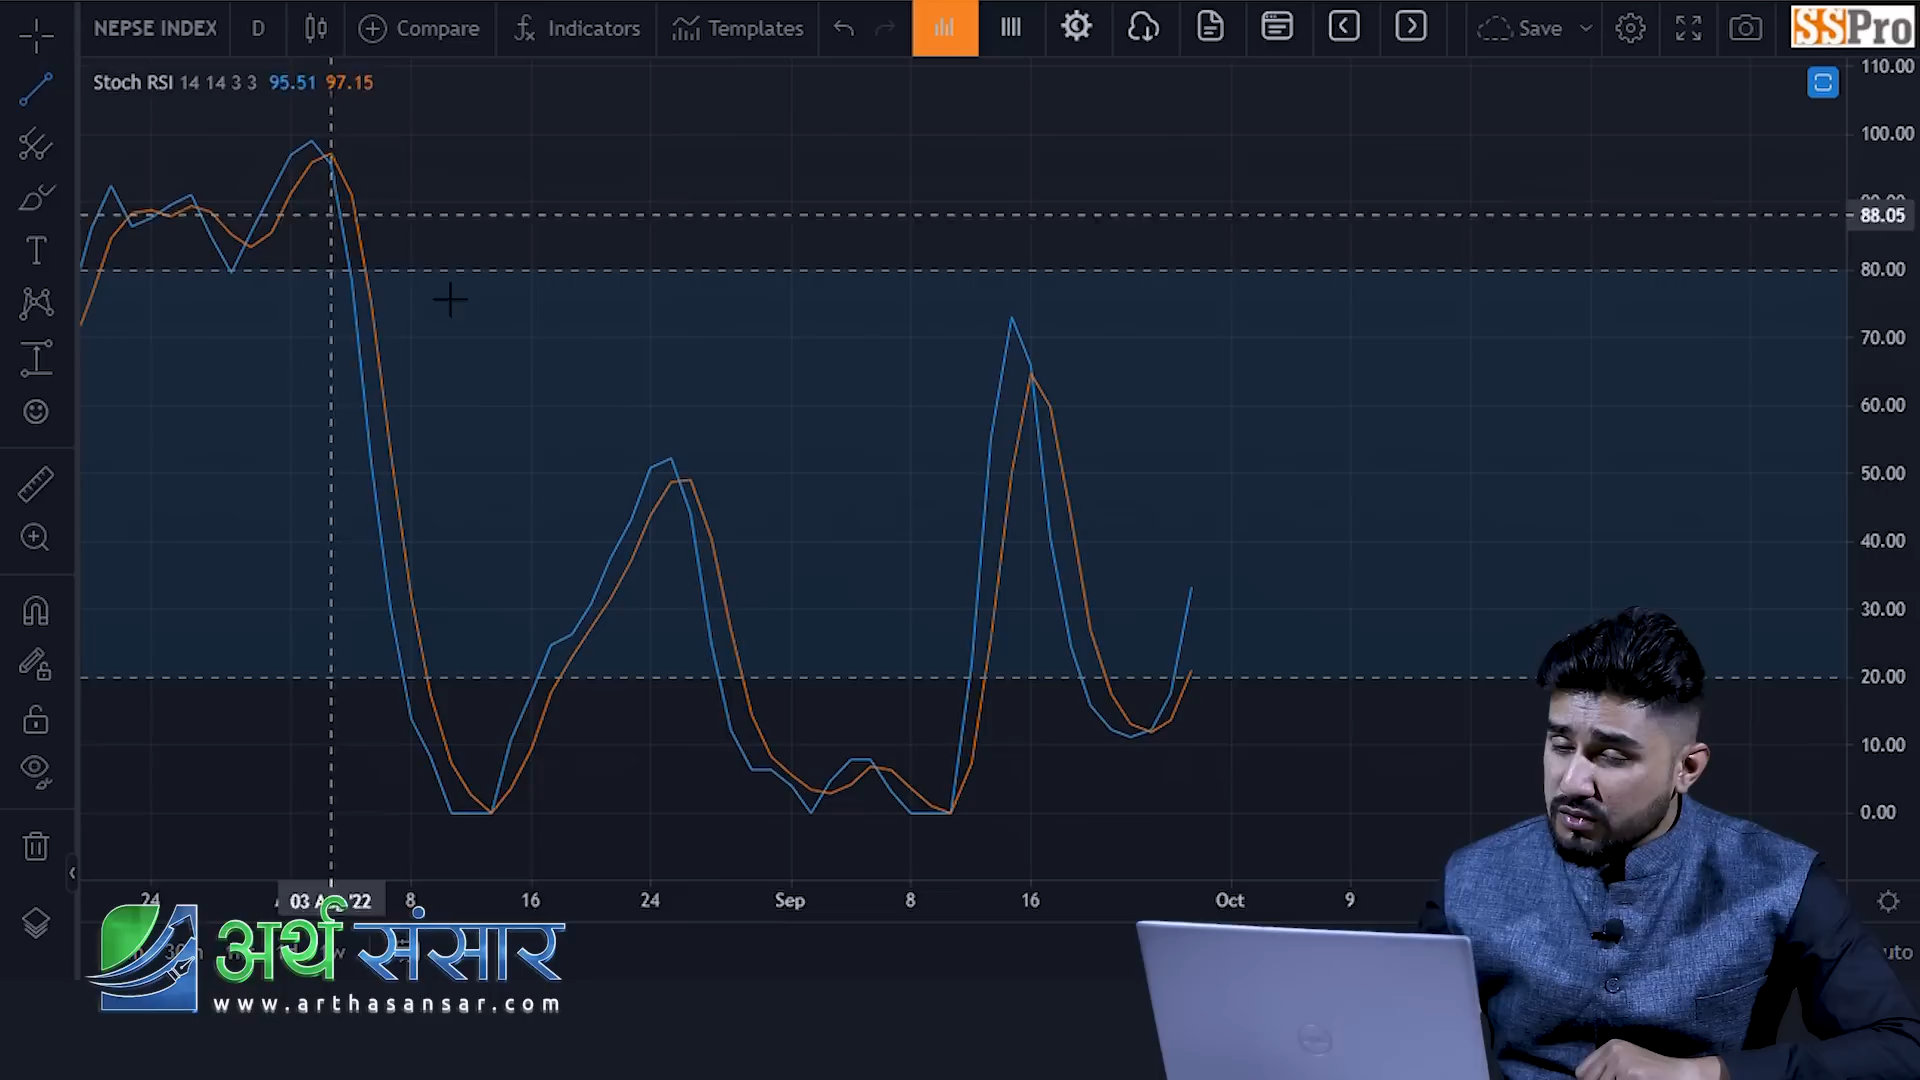 NEPSE INDEX D Compare Indicators Templates Save SSPro
Stoch RSI 14 14 3 3 95.51 97.15
110.00
100.00
88.05
80.00
70.00
60.00
50.00
40.00
30.00
20.00
10.00
0.00
24 03 Aug '22 8 16 24 Sep 8 16 Oct 9
अर्थ संसार
www.arthasansar.com